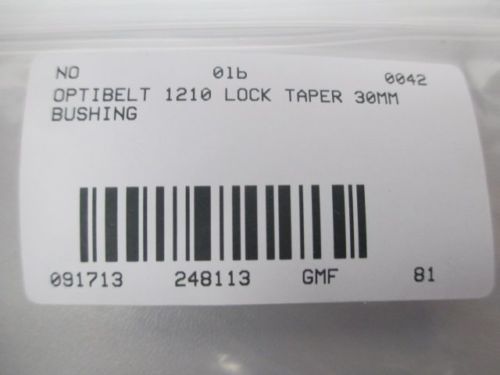 NO 0lb 0042
OPTIBELT 1210 LOCK TAPER 30MM
BUSHING
091713 248113 GMF 81